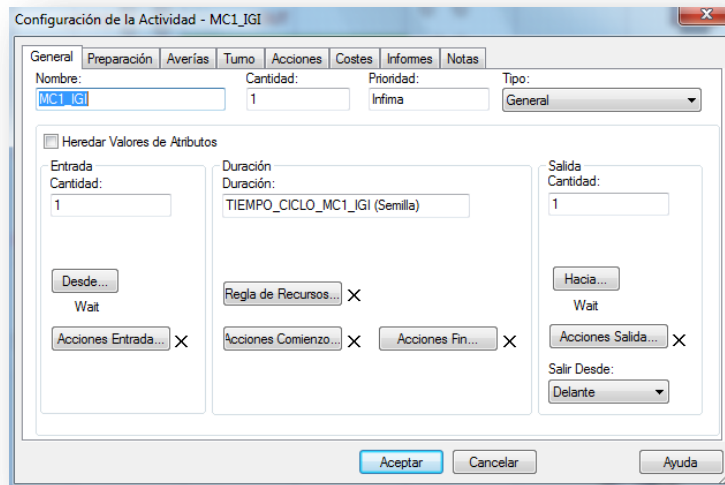 Configuración de la Actividad - MC1_IGI
General Preparación Averías Turno Acciones Costes Informes Notas
Nombre: Cantidad: Prioridad: Tipo:
MC1_IGI 1 Infima General
Heredar Valores de Atributos
Entrada Duración Salida
Cantidad: Duración: Cantidad:
1 TIEMPO_CICLO_MC1_IGI (Semilla) 1
Desde... Regla de Recursos... Hacia...
Wait Wait
Acciones Entrada... Acciones Comienzo... Acciones Fin... Acciones Salida...
Salir Desde:
Delante
Aceptar Cancelar Ayuda